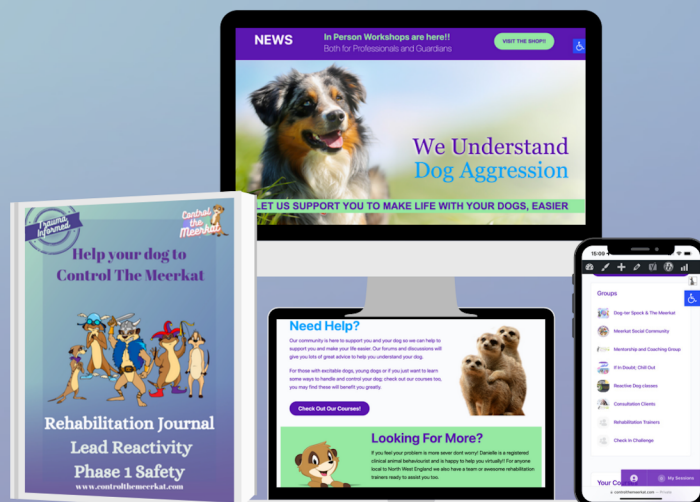 NEWS
In Person Workshops are here!!
Both for Professionals and Guardians
VISIT THE SHOP!!
We Understand
Dog Aggression
LET US SUPPORT YOU TO MAKE LIFE WITH YOUR DOGS, EASIER
Trauma
Informed
Control
the
Meerkat
Help your dog to
Control The Meerkat
Rehabilitation Journal
Lead Reactivity
Phase 1 Safety
www.controlthemeerkat.com
Need Help?
Our community is here to support you and your dog so we can help to
support you and make your life easier. Our forums and discussions will
give you lots of great advice to help you understand your dog.
For those with excitable dogs, young dogs or if you just want to learn
some ways to handle and control your dog, check out our courses too,
you may find these will benefit you greatly.
Check Out Our Courses!
Looking For More?
If you feel your problem is more sever dont worry! Danielle is a registered
clinical animal behaviourist and is happy to help you virtually!! For anyone
local to North West England we also have a team or awesome rehabilitation
trainers ready to assist you too.
16:09
Groups
Dog-tor Spock & The Meerkat
Meerkat Social Community
Mentorship and Coaching Group
If In Doubt, Chill Out
Reactive Dog classes
Consultation Clients
Rehabilitation Trainers
Check In Challenge
Your Cou
My Session
controlthemeerkat.com